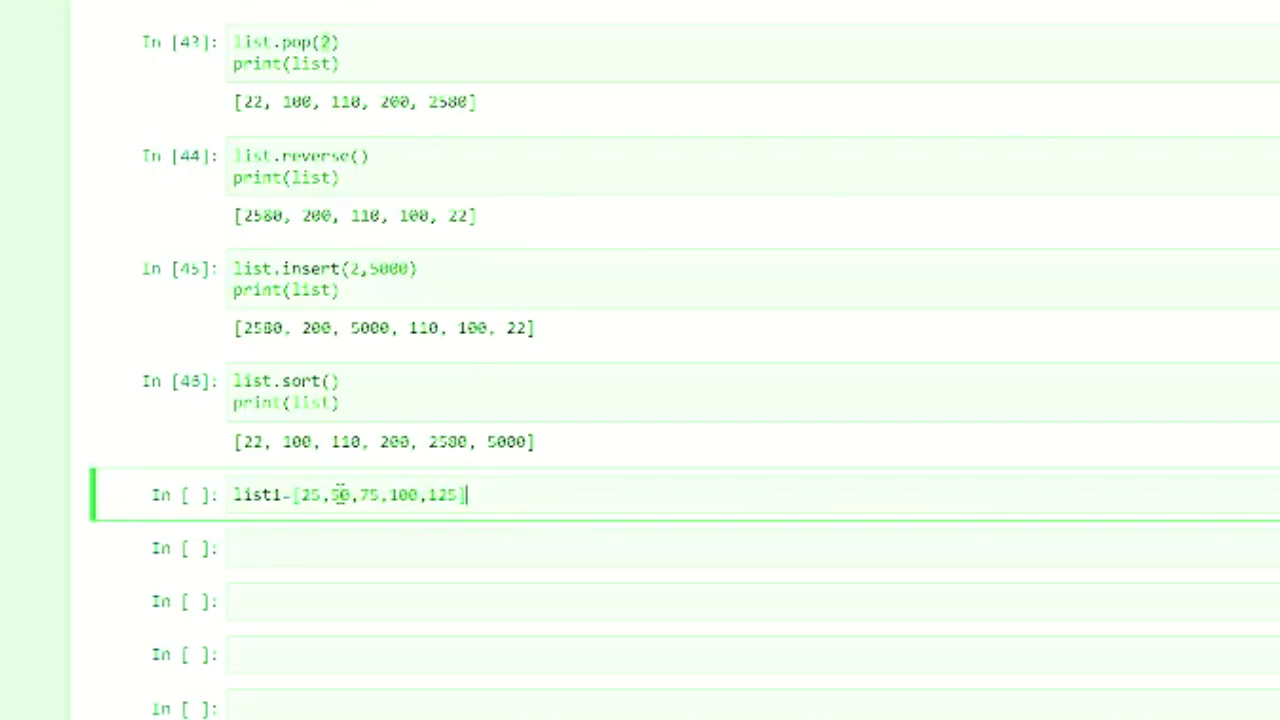 In [43]: list.pop(2)
print(list)
[22, 100, 110, 200, 2580]
In [44]: list.reverse()
print(list)
[2580, 200, 110, 100, 22]
In [45]: list.insert(2,5000)
print(list)
[2580, 200, 5000, 110, 100, 22]
In [46]: list.sort()
print(list)
[22, 100, 110, 200, 2580, 5000]
In [ ]: list1=[25,50,75,100,125]
In [ ]:
In [ ]:
In [ ]:
In [ ]: